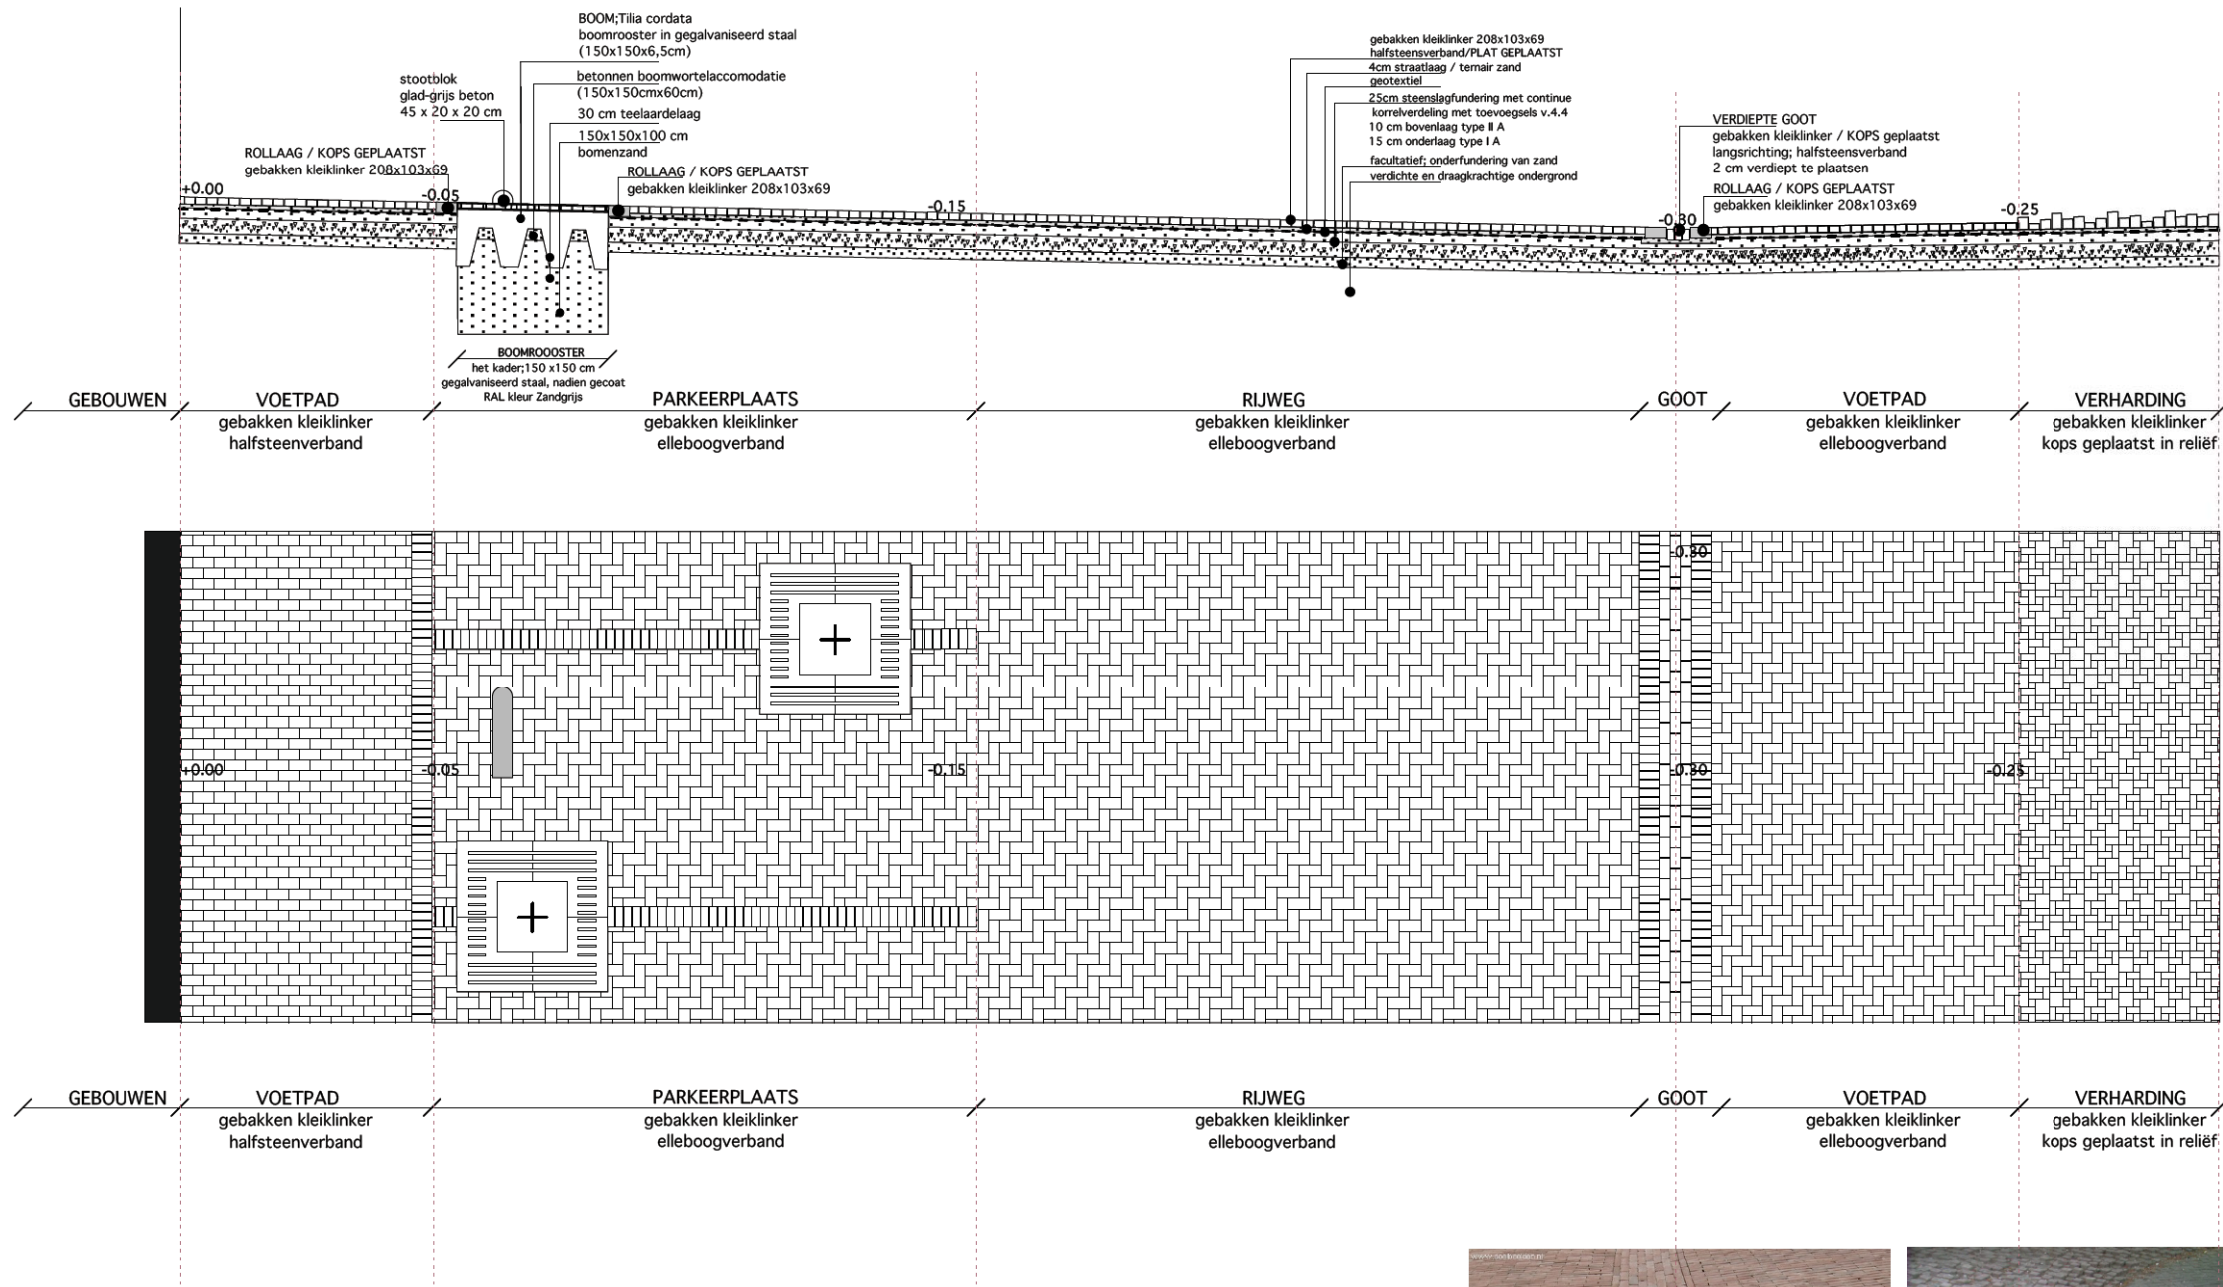 BOOM;Tilia cordata
boomrooster in gegalvaniseerd staal
(150x150x6,5cm)
betonnen boomwortelaccomodatie
(150x150cmx60cm)
30 cm teelaardelaag
150x150x100 cm
bomenzand
stootblok
glad-grijs beton
45 x 20 x 20 cm
ROLLAAG / KOPS GEPLAATST
gebakken kleiklinker 208x103x69
ROLLAAG / KOPS GEPLAATST
gebakken kleiklinker 208x103x69
gebakken kleiklinker 208x103x69
halfsteensverband/PLAT GEPLAATST
4cm straatlaag / ternair zand
geotextiel
25cm steenslagfundering met continue
korrelverdeling met toevoegsels v.4.4
10 cm bovenlaag type II A
15 cm onderlaag type I A
facultatief; onderfundering van zand
verdichte en draagkrachtige ondergrond
VERDIEPTE GOOT
gebakken kleiklinker / KOPS geplaatst
langsrichting; halfsteensverband
2 cm verdiept te plaatsen
ROLLAAG / KOPS GEPLAATST
gebakken kleiklinker 208x103x69
+0.00
-0.05
-0.15
-0.30
-0.25
BOOMROOOSTER
het kader;150 x150 cm
gegalvaniseerd staal, nadien gecoat
RAL kleur Zandgrijs
GEBOUWEN
VOETPAD
gebakken kleiklinker
halfsteenverband
PARKEERPLAATS
gebakken kleiklinker
elleboogverband
RIJWEG
gebakken kleiklinker
elleboogverband
GOOT
VOETPAD
gebakken kleiklinker
elleboogverband
VERHARDING
gebakken kleiklinker
kops geplaatst in reliëf
-0.30
+0.00
-0.05
-0.15
-0.30
-0.25
GEBOUWEN
VOETPAD
gebakken kleiklinker
halfsteenverband
PARKEERPLAATS
gebakken kleiklinker
elleboogverband
RIJWEG
gebakken kleiklinker
elleboogverband
GOOT
VOETPAD
gebakken kleiklinker
elleboogverband
VERHARDING
gebakken kleiklinker
kops geplaatst in reliëf